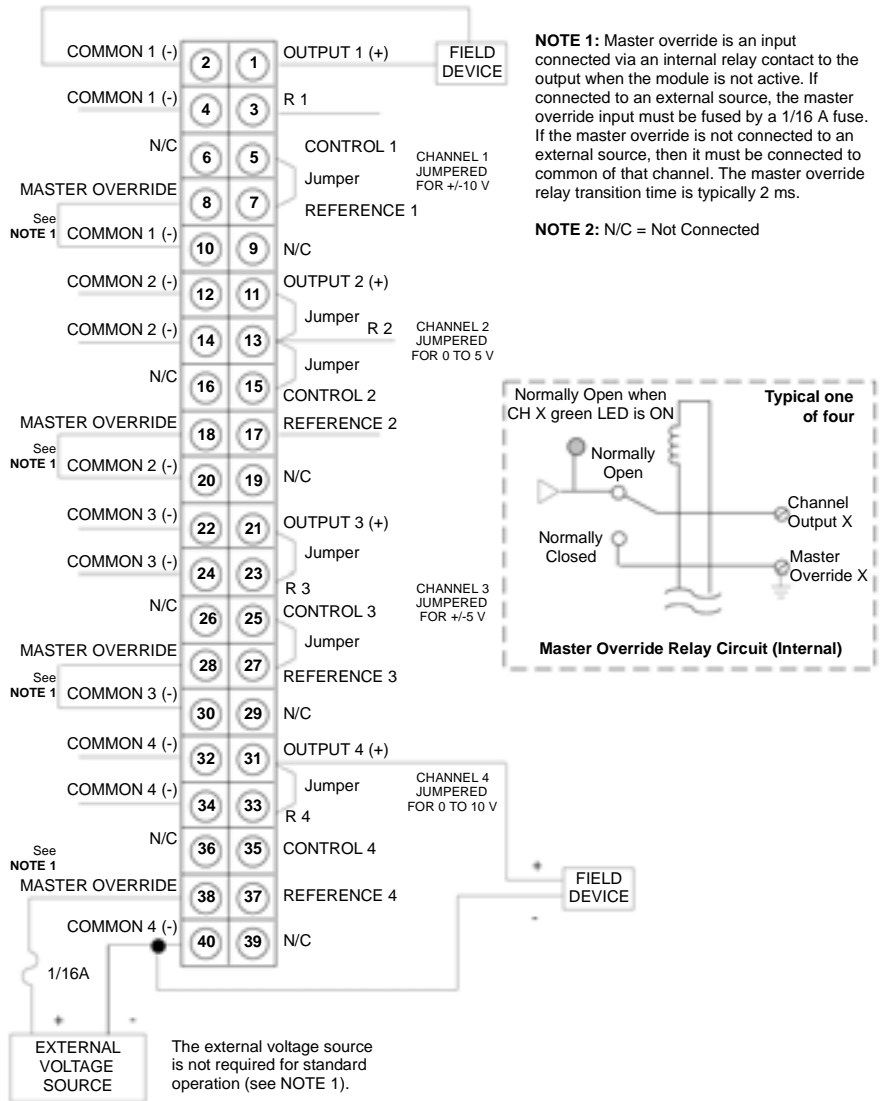 COMMON 1 (-)
2
1
OUTPUT 1 (+)
FIELD
DEVICE
COMMON 1 (-)
4
3
R 1
N/C
6
5
CONTROL 1
Jumper
CHANNEL 1
JUMPERED
FOR +/-10 V
MASTER OVERRIDE
8
7
REFERENCE 1
See
NOTE 1
COMMON 1 (-)
10
9
N/C
COMMON 2 (-)
12
11
OUTPUT 2 (+)
Jumper
COMMON 2 (-)
14
13
R 2
CHANNEL 2
JUMPERED
FOR 0 TO 5 V
Jumper
N/C
16
15
CONTROL 2
MASTER OVERRIDE
18
17
REFERENCE 2
See
NOTE 1
COMMON 2 (-)
20
19
N/C
COMMON 3 (-)
22
21
OUTPUT 3 (+)
Jumper
COMMON 3 (-)
24
23
R 3
CHANNEL 3
JUMPERED
FOR +/-5 V
N/C
26
25
CONTROL 3
Jumper
MASTER OVERRIDE
28
27
REFERENCE 3
See
NOTE 1
COMMON 3 (-)
30
29
N/C
COMMON 4 (-)
32
31
OUTPUT 4 (+)
Jumper
CHANNEL 4
JUMPERED
FOR 0 TO 10 V
COMMON 4 (-)
34
33
R 4
N/C
36
35
CONTROL 4
See
NOTE 1
MASTER OVERRIDE
38
37
REFERENCE 4
COMMON 4 (-)
40
39
N/C
+
-
FIELD
DEVICE
1/16A
+
-
EXTERNAL
VOLTAGE
SOURCE
The external voltage source
is not required for standard
operation (see NOTE 1).
NOTE 1: Master override is an input
connected via an internal relay contact to the
output when the module is not active. If
connected to an external source, the master
override input must be fused by a 1/16 A fuse.
If the master override is not connected to an
external source, then it must be connected to
common of that channel. The master override
relay transition time is typically 2 ms.
NOTE 2: N/C = Not Connected
Normally Open when
CH X green LED is ON
Typical one
of four
Normally
Open
Channel
Output X
Normally
Closed
Master
Override X
Master Override Relay Circuit (Internal)